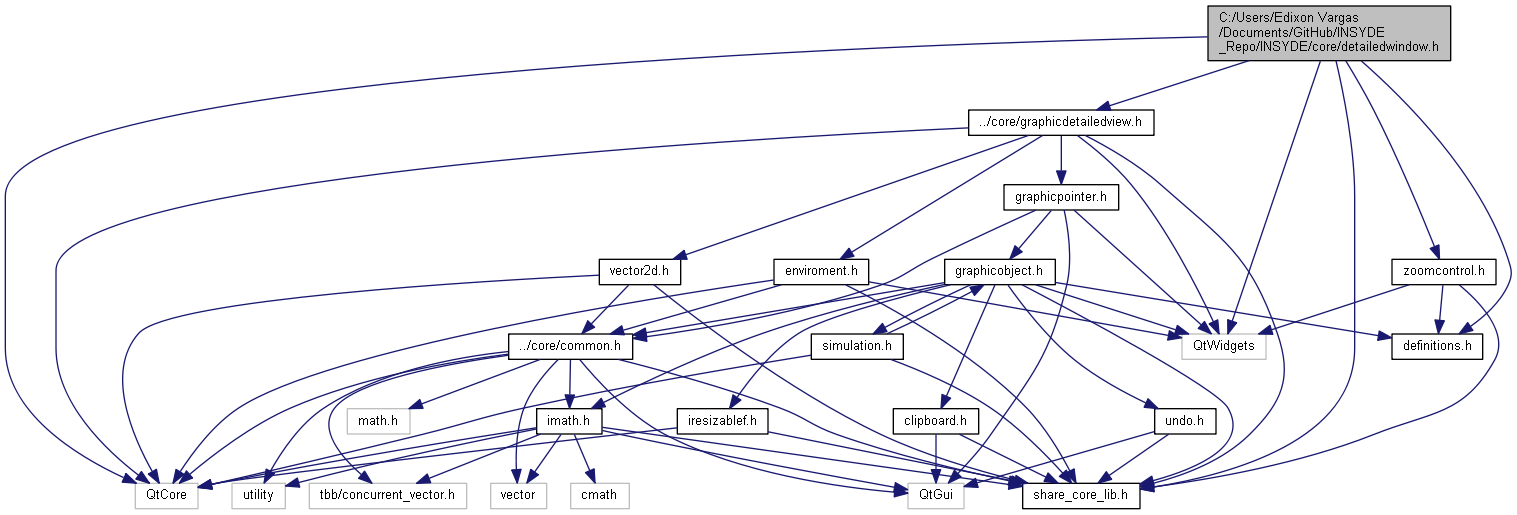 C:/Users/Edixon Vargas
/Documents/GitHub/INSYDE
_Repo/INSYDE/core/detailedwindow.h
../core/graphicdetailedview.h
graphicpointer.h
vector2d.h
enviroment.h
graphicobject.h
zoomcontrol.h
../core/common.h
simulation.h
QtWidgets
definitions.h
math.h
imath.h
iresizablef.h
clipboard.h
undo.h
QtCore
utility
tbb/concurrent_vector.h
vector
cmath
QtGui
share_core_lib.h